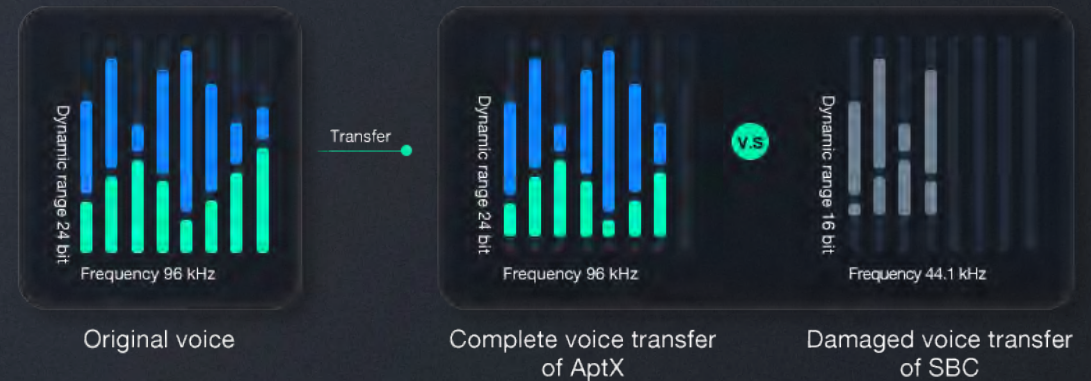 Dynamic range 24 bit
Frequency 96 kHz
Original voice
Transfer
Dynamic range 24 bit
Frequency 96 kHz
Complete voice transfer
of AptX
V.S
Dynamic range 16 bit
Frequency 44.1 kHz
Damaged voice transfer
of SBC